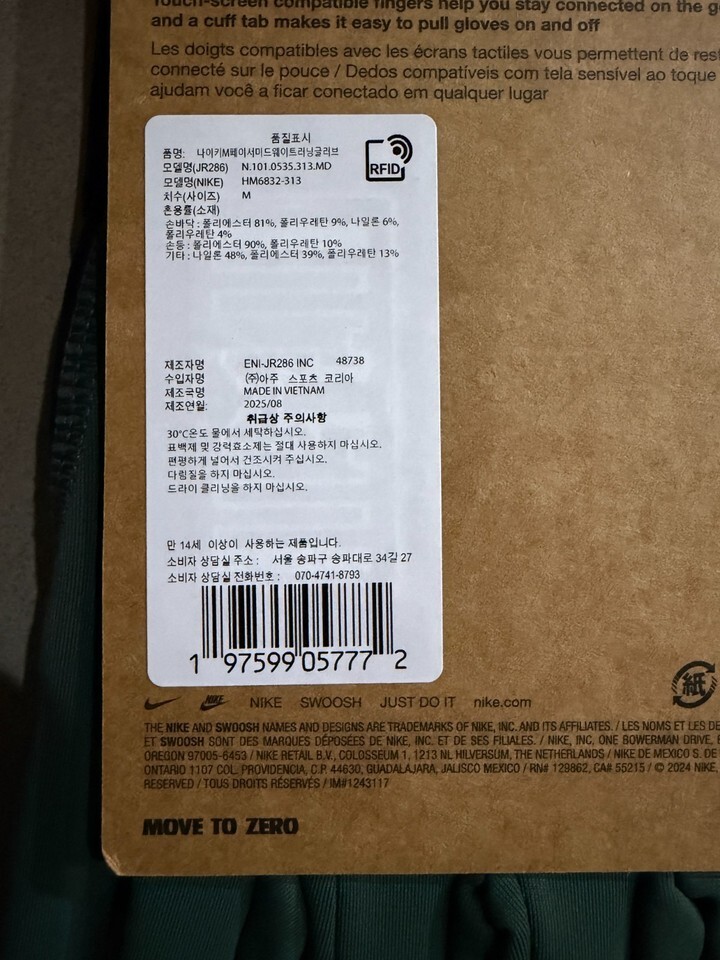 Touch-screen compatible fingers help you stay connected on the
and a cuff tab makes it easy to pull gloves on and off
Les doigts compatibles avec les écrans tactiles vous permettent de
connecté sur le pouce / Dedos compatíveis com tela sensível ao toque
ajudam você a ficar conectado em qualquer lugar
품질표시
품명: 나이키M페이서미드웨이트러닝글러브
RFID
모델명(JR286) N.101.0535.313.MD
모델명(NIKE) HM6832-313
치수(사이즈) M
혼용률(소재)
손바닥 : 폴리에스터 81%, 폴리우레탄 9%, 나일론 6%,
폴리우레탄 4%
손등 : 폴리에스터 90%, 폴리우레탄 10%
기타 : 나일론 48%, 폴리에스터 39%, 폴리우레탄 13%
제조자명 ENI-JR286 INC 48738
수입자명 (주)아주 스포츠 코리아
제조국명 MADE IN VIETNAM
제조연월: 2025/08
취급상 주의사항
30℃온도 물에서 세탁하십시오.
표백제 및 강력효소제는 절대 사용하지 마십시오.
편평하게 널어서 건조시켜 주십시오.
다림질을 하지 마십시오.
드라이 클리닝을 하지 마십시오.
만 14세 이상이 사용하는 제품입니다.
소비자 상담실 주소 : 서울 송파구 송파대로 34길 27
소비자 상담실 전화번호 : 070-4741-8793
1 97599 05777 2
NIKE NIKE SWOOSH JUST DO IT nike.com
紙
THE NIKE AND SWOOSH NAMES AND DESIGNS ARE TRADEMARKS OF NIKE, INC. AND ITS AFFILIATES. / LES NOMS ET LES
ET SWOOSH SONT DES MARQUES DÉPOSÉES DE NIKE, INC. ET DE SES FILIALES. / NIKE, INC. ONE BOWERMAN DRIVE,
OREGON 97005-6453 / NIKE RETAIL B.V., COLOSSEUM 1, 1213 NL HILVERSUM, THE NETHERLANDS / NIKE DE MEXICO S. DE
ONTARIO 1107 COL. PROVIDENCIA, C.P. 44630, GUADALAJARA, JALISCO MEXICO / RN# 129862, CA# 55215 / © 2024 NIKE,
RESERVED / TOUS DROITS RÉSERVÉS / IM#1243117
MOVE TO ZERO